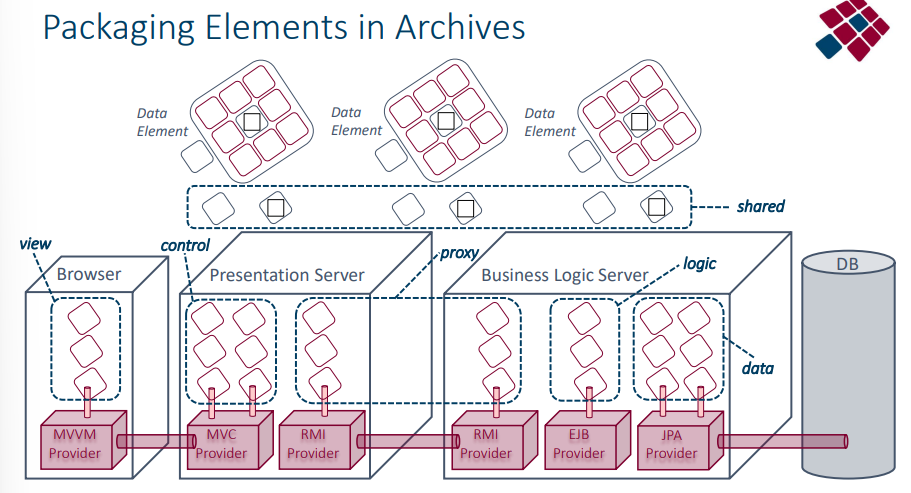 Packaging Elements in Archives
Data
Element
Data
Element
Data
Element
shared
view
control
proxy
logic
Browser
Presentation Server
Business Logic Server
DB
data
MVVM
Provider
MVC
Provider
RMI
Provider
RMI
Provider
EJB
Provider
JPA
Provider